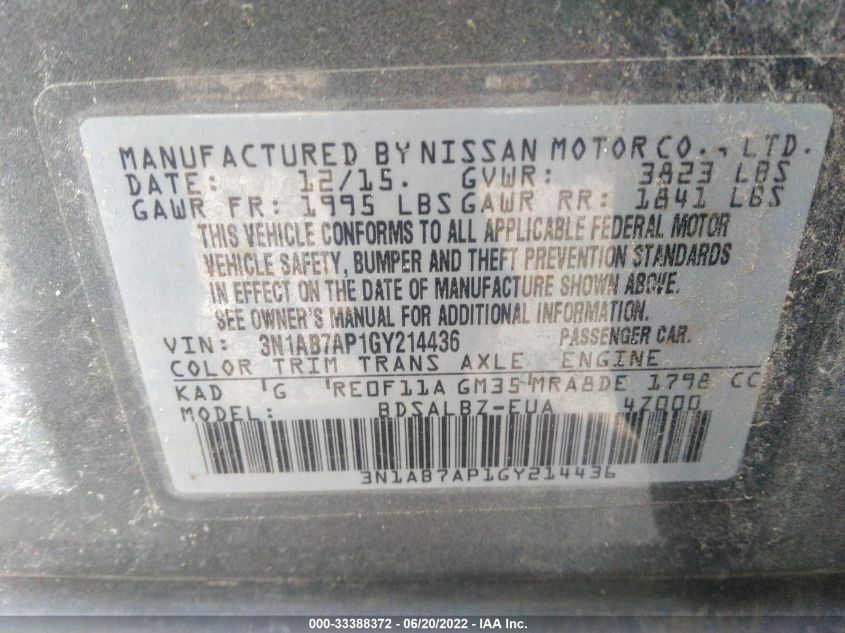 MANUFACTURED BY NISSAN MOTOR CO., LTD.
DATE: 12/15. GVWR: 3823 LBS
GAWR FR: 1995 LBS GAWR RR: 1841 LBS
THIS VEHICLE CONFORMS TO ALL APPLICABLE FEDERAL MOTOR
VEHICLE SAFETY, BUMPER AND THEFT PREVENTION STANDARDS
IN EFFECT ON THE DATE OF MANUFACTURE SHOWN ABOVE.
SEE OWNER'S MANUAL FOR ADDITIONAL INFORMATION.
VIN: 3N1AB7AP1GY214436 PASSENGER CAR.
COLOR TRIM TRANS AXLE ENGINE
KAD G RE0F11A GM35 MRA8DE 1798 CC
MODEL: BDSALBZ-EUA 4Z000
3N1AB7AP1GY214436
000-33388372 / 06/20/2022 - IAA Inc.